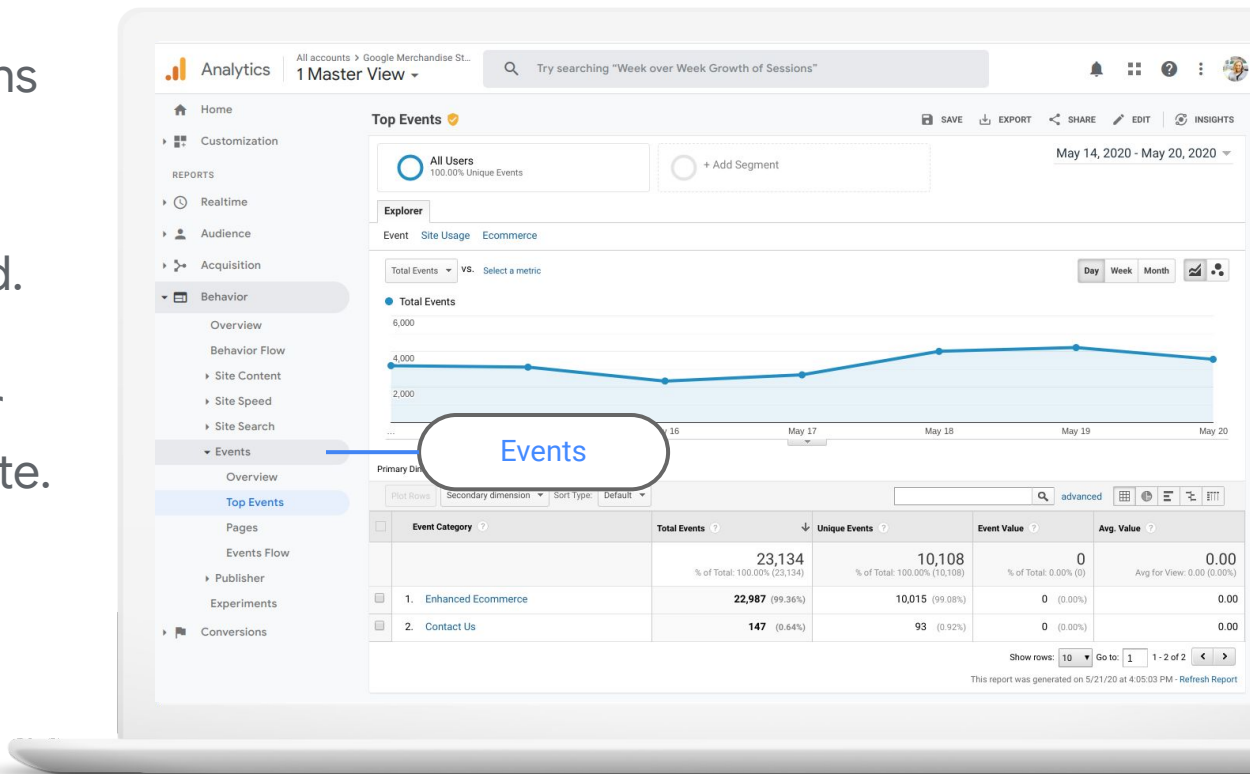 ns
d.
te.
Analytics
All accounts > Google Merchandise St...
1 Master View
Try searching "Week over Week Growth of Sessions"
Home
Customization
REPORTS
Realtime
Audience
Acquisition
Behavior
Overview
Behavior Flow
Site Content
Site Speed
Site Search
Events
Overview
Top Events
Pages
Events Flow
Publisher
Experiments
Conversions
Top Events
SAVE EXPORT SHARE EDIT INSIGHTS
All Users
100.00% Unique Events
+ Add Segment
May 14, 2020 - May 20, 2020
Explorer
Event Site Usage Ecommerce
Total Events VS. Select a metric
Day Week Month
Total Events
6,000
4,000
2,000
... 16 May 17 May 18 May 19 May 20
Events
Primary
Plot Rows Secondary dimension Sort Type: Default
advanced
Event Category ? Total Events ? Unique Events ? Event Value ? Avg. Value ?
23,134 10,108 0 0.00
% of Total: 100.00% (23,134) % of Total: 100.00% (10,108) % of Total: 0.00% (0) Avg for View: 0.00 (0.00%)
1. Enhanced Ecommerce 22,987 (99.36%) 10,015 (99.08%) 0 (0.00%) 0.00
2. Contact Us 147 (0.64%) 93 (0.92%) 0 (0.00%) 0.00
Show rows: 10 Go to: 1 1 - 2 of 2
This report was generated on 5/21/20 at 4:05:03 PM - Refresh Report